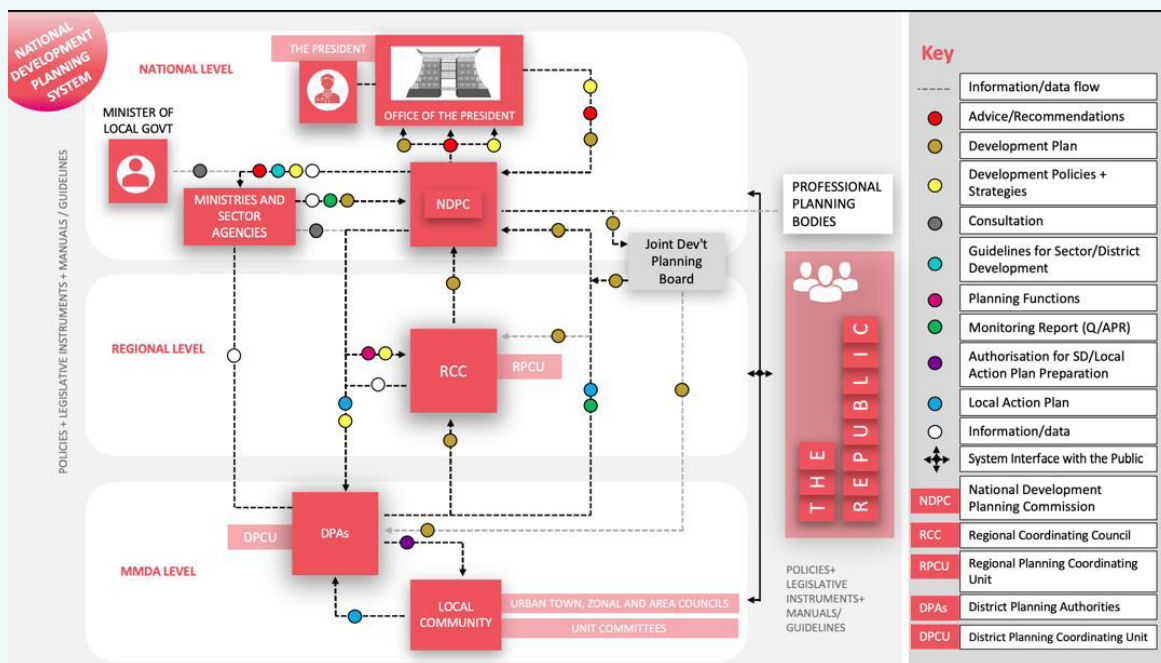 NATIONAL
DEVELOPMENT
PLANNING
SYSTEM
NATIONAL LEVEL
THE PRESIDENT
OFFICE OF THE PRESIDENT
MINISTER OF
LOCAL GOVT
MINISTRIES AND
SECTOR
AGENCIES
NDPC
PROFESSIONAL
PLANNING
BODIES
Joint Dev't
Planning
Board
POLICIES + LEGISLATIVE INSTRUMENTS + MANUALS / GUIDELINES
REGIONAL LEVEL
RCC
RPCU
THE
REPUBLIC
MMDA LEVEL
DPCU
DPAs
LOCAL
COMMUNITY
URBAN TOWN, ZONAL AND AREA COUNCILS
UNIT COMMITTEES
POLICIES+
LEGISLATIVE
INSTRUMENTS+
MANUALS/
GUIDELINES
Key
Information/data flow
Advice/Recommendations
Development Plan
Development Policies +
Strategies
Consultation
Guidelines for Sector/District
Development
Planning Functions
Monitoring Report (Q/APR)
Authorisation for SD/Local
Action Plan Preparation
Local Action Plan
Information/data
System Interface with the Public
NDPC
National Development
Planning Commission
RCC
Regional Coordinating Council
RPCU
Regional Planning Coordinating
Unit
DPAs
District Planning Authorities
DPCU
District Planning Coordinating Unit